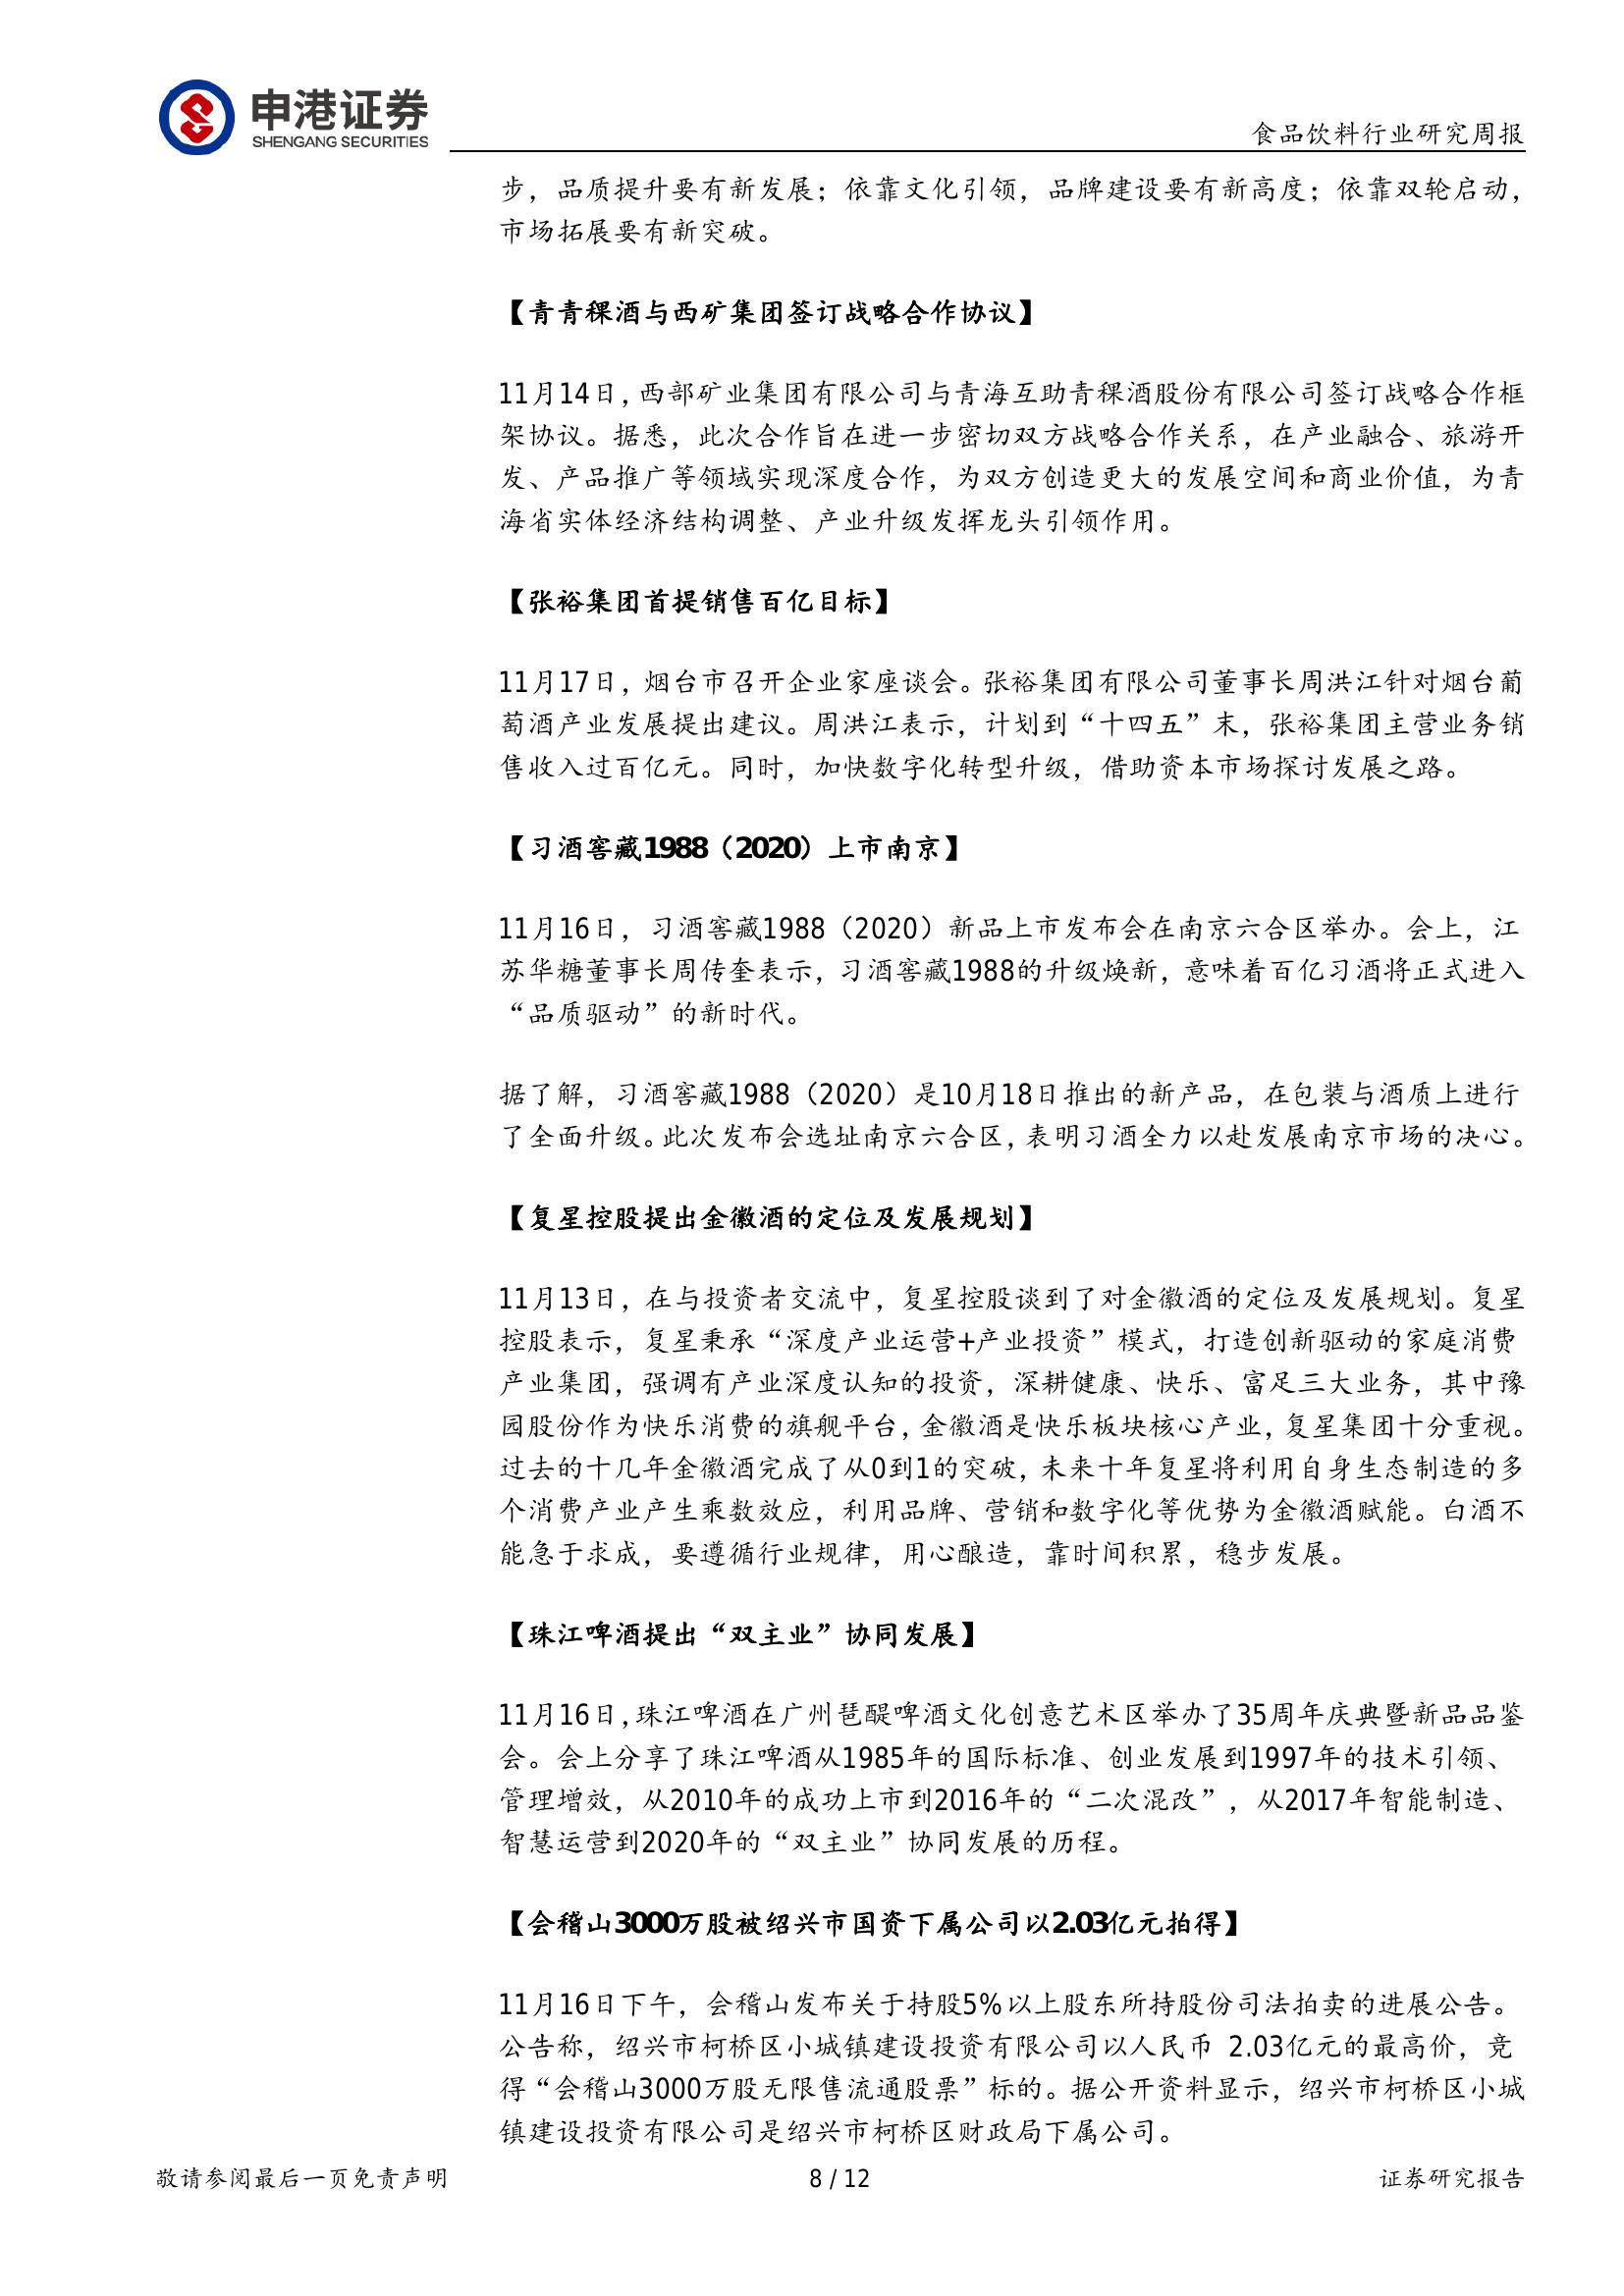 申港证券
SHENGANG SECURITIES
食品饮料行业研究周报
步，品质提升要有新发展；依靠文化引领，品牌建设要有新高度；依靠双轮启动，
市场拓展要有新突破。
【青青稞酒与西矿集团签订战略合作协议】
11月14日，西部矿业集团有限公司与青海互助青稞酒股份有限公司签订战略合作框
架协议。据悉，此次合作旨在进一步密切双方战略合作关系，在产业融合、旅游开
发、产品推广等领域实现深度合作，为双方创造更大的发展空间和商业价值，为青
海省实体经济结构调整、产业升级发挥龙头引领作用。
【张裕集团首提销售百亿目标】
11月17日，烟台市召开企业家座谈会。张裕集团有限公司董事长周洪江针对烟台葡
萄酒产业发展提出建议。周洪江表示，计划到“十四五”末，张裕集团主营业务销
售收入过百亿元。同时，加快数字化转型升级，借助资本市场探讨发展之路。
【习酒窖藏1988（2020）上市南京】
11月16日，习酒窖藏1988（2020）新品上市发布会在南京六合区举办。会上，江
苏华糖董事长周传奎表示，习酒窖藏1988的升级焕新，意味着百亿习酒将正式进入
“品质驱动”的新时代。
据了解，习酒窖藏1988（2020）是10月18日推出的新产品，在包装与酒质上进行
了全面升级。此次发布会选址南京六合区，表明习酒全力以赴发展南京市场的决心。
【复星控股提出金徽酒的定位及发展规划】
11月13日，在与投资者交流中，复星控股谈到了对金徽酒的定位及发展规划。复星
控股表示，复星秉承“深度产业运营+产业投资”模式，打造创新驱动的家庭消费
产业集团，强调有产业深度认知的投资，深耕健康、快乐、富足三大业务，其中豫
园股份作为快乐消费的旗舰平台，金徽酒是快乐板块核心产业，复星集团十分重视。
过去的十几年金徽酒完成了从0到1的突破，未来十年复星将利用自身生态制造的多
个消费产业产生乘数效应，利用品牌、营销和数字化等优势为金徽酒赋能。白酒不
能急于求成，要遵循行业规律，用心酿造，靠时间积累，稳步发展。
【珠江啤酒提出“双主业”协同发展】
11月16日，珠江啤酒在广州琶醍啤酒文化创意艺术区举办了35周年庆典暨新品品鉴
会。会上分享了珠江啤酒从1985年的国际标准、创业发展到1997年的技术引领、
管理增效，从2010年的成功上市到2016年的“二次混改”，从2017年智能制造、
智慧运营到2020年的“双主业”协同发展的历程。
【会稽山3000万股被绍兴市国资下属公司以2.03亿元拍得】
11月16日下午，会稽山发布关于持股5%以上股东所持股份司法拍卖的进展公告。
公告称，绍兴市柯桥区小城镇建设投资有限公司以人民币 2.03亿元的最高价，竞
得“会稽山3000万股无限售流通股票”标的。据公开资料显示，绍兴市柯桥区小城
镇建设投资有限公司是绍兴市柯桥区财政局下属公司。
敬请参阅最后一页免责声明
8 / 12
证券研究报告